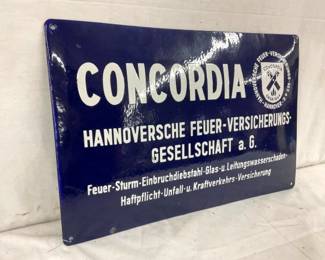 CONCORDIA
HANNOVERSCHE FEUER-VERSICHERUNGS-
GESELLSCHAFT a.G.
Feuer-Sturm-Einbruchdiebstahl-Glas-u.Leitungswasserschaden-
Haftpflicht-Unfall-u.Kraftverkehrs-Versicherung